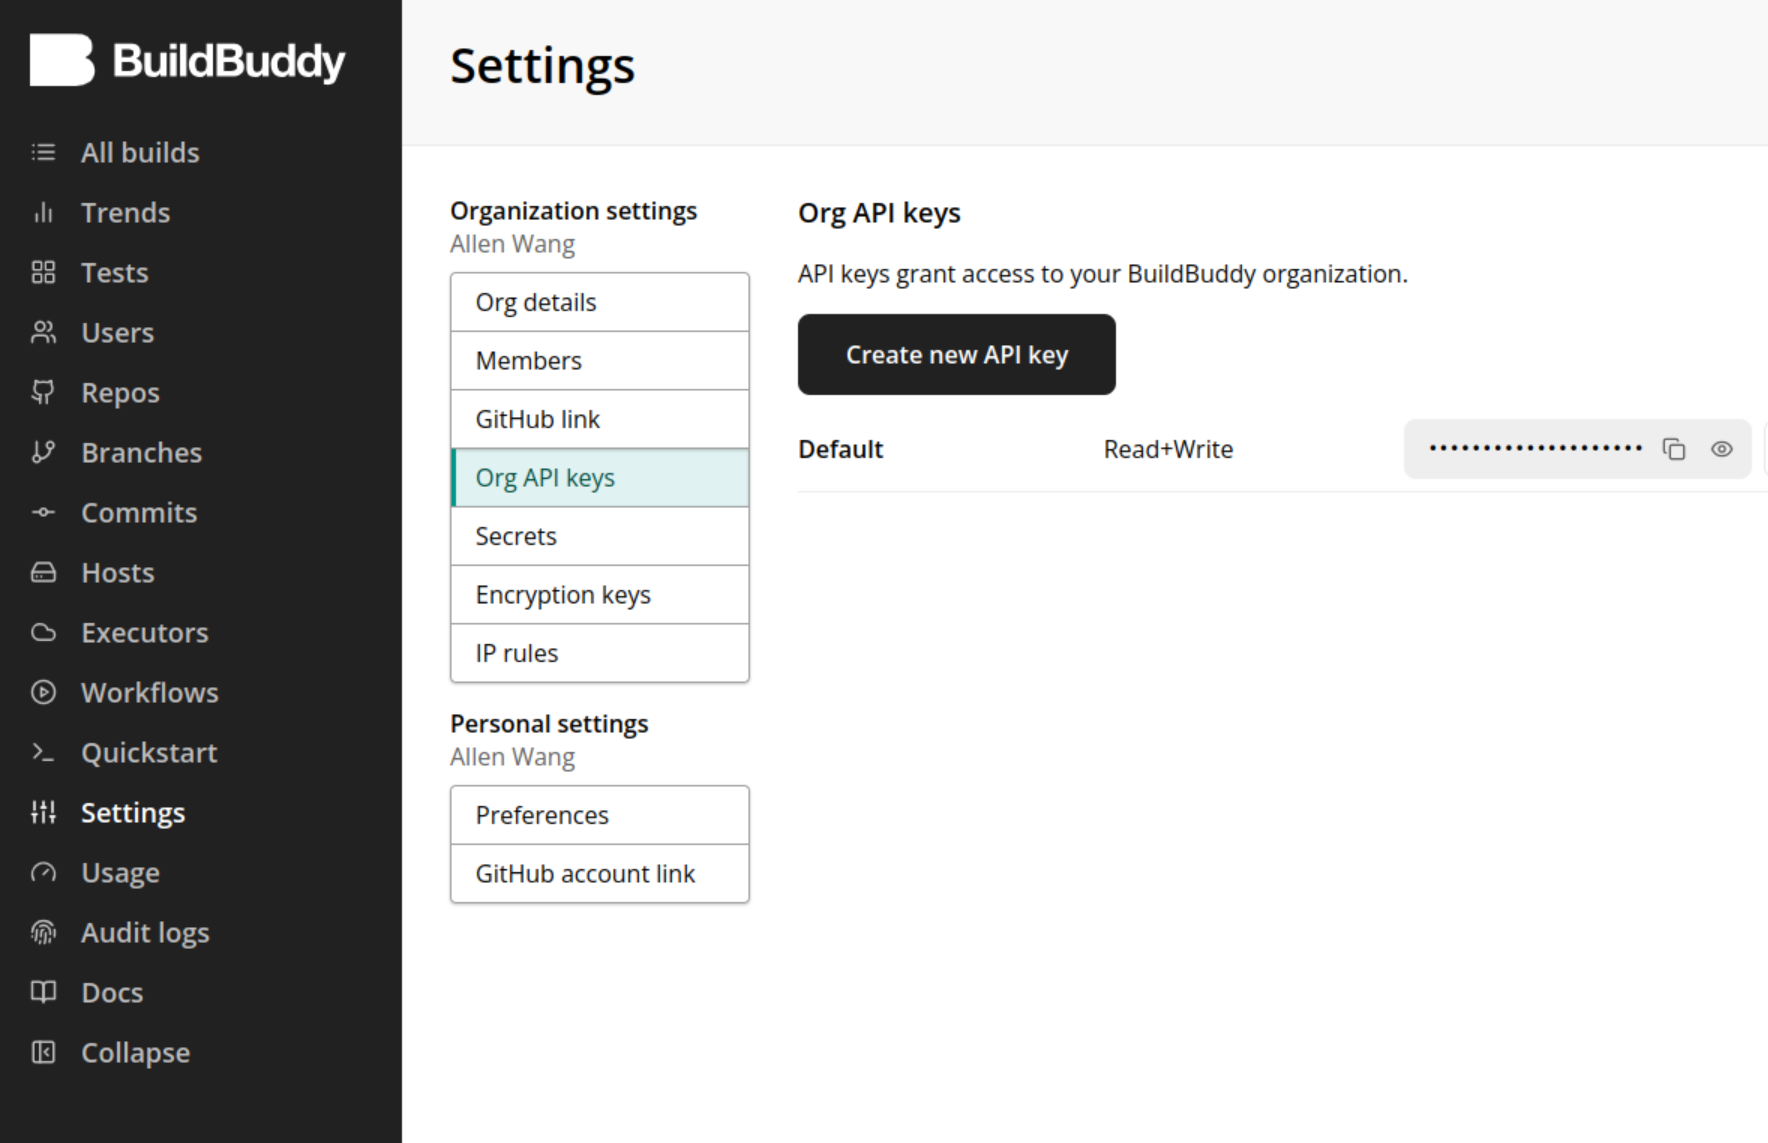 BuildBuddy
All builds
Trends
Tests
Users
Repos
Branches
Commits
Hosts
Executors
Workflows
Quickstart
Settings
Usage
Audit logs
Docs
Collapse
Settings
Organization settings
Allen Wang
Org details
Members
GitHub link
Org API keys
Secrets
Encryption keys
IP rules
Personal settings
Allen Wang
Preferences
GitHub account link
Org API keys
API keys grant access to your BuildBuddy organization.
Create new API key
Default Read+Write ••••••••••••••••••••